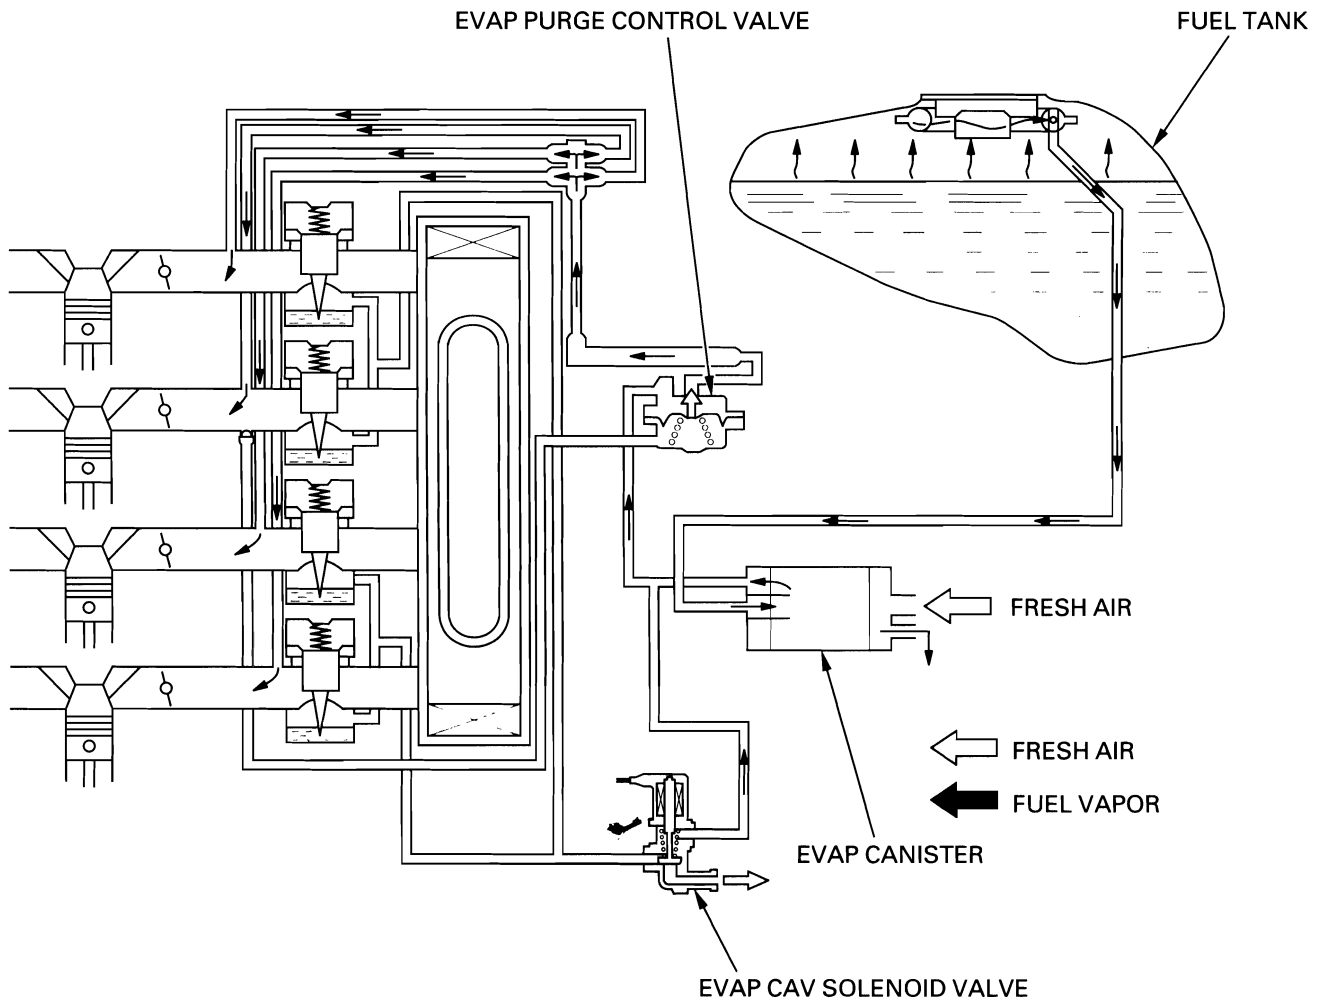 EVAP PURGE CONTROL VALVE
FUEL TANK
FRESH AIR
FRESH AIR
FUEL VAPOR
EVAP CANISTER
EVAP CAV SOLENOID VALVE